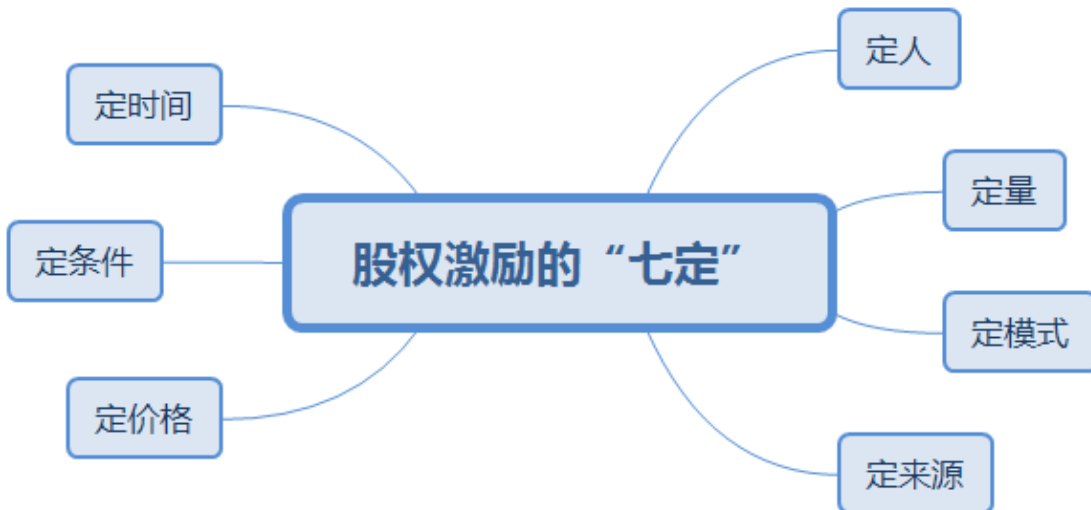 股权激励的“七定”
定人
定量
定模式
定来源
定价格
定条件
定时间